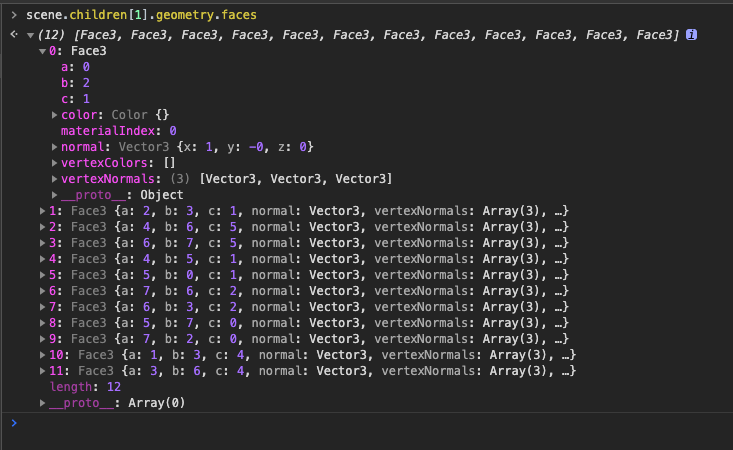 > scene.children[1].geometry.faces
(12) [Face3, Face3, Face3, Face3, Face3, Face3, Face3, Face3, Face3, Face3, Face3, Face3] i
0: Face3
a: 0
b: 2
c: 1
color: Color {}
materialIndex: 0
normal: Vector3 {x: 1, y: -0, z: 0}
vertexColors: []
vertexNormals: (3) [Vector3, Vector3, Vector3]
__proto__: Object
1: Face3 {a: 2, b: 3, c: 1, normal: Vector3, vertexNormals: Array(3), …}
2: Face3 {a: 4, b: 6, c: 5, normal: Vector3, vertexNormals: Array(3), …}
3: Face3 {a: 6, b: 7, c: 5, normal: Vector3, vertexNormals: Array(3), …}
4: Face3 {a: 4, b: 5, c: 1, normal: Vector3, vertexNormals: Array(3), …}
5: Face3 {a: 5, b: 0, c: 1, normal: Vector3, vertexNormals: Array(3), …}
6: Face3 {a: 7, b: 6, c: 2, normal: Vector3, vertexNormals: Array(3), …}
7: Face3 {a: 6, b: 3, c: 2, normal: Vector3, vertexNormals: Array(3), …}
8: Face3 {a: 5, b: 7, c: 0, normal: Vector3, vertexNormals: Array(3), …}
9: Face3 {a: 7, b: 2, c: 0, normal: Vector3, vertexNormals: Array(3), …}
10: Face3 {a: 1, b: 3, c: 4, normal: Vector3, vertexNormals: Array(3), …}
11: Face3 {a: 3, b: 6, c: 4, normal: Vector3, vertexNormals: Array(3), …}
length: 12
__proto__: Array(0)
>